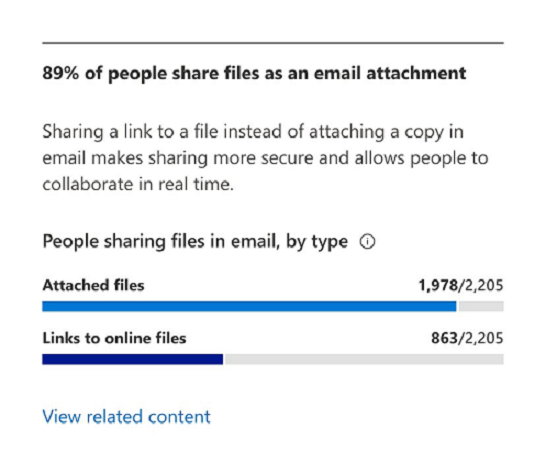 89% of people share files as an email attachment
Sharing a link to a file instead of attaching a copy in
email makes sharing more secure and allows people to
collaborate in real time.
People sharing files in email, by type
Attached files 1,978/2,205
Links to online files 863/2,205
View related content